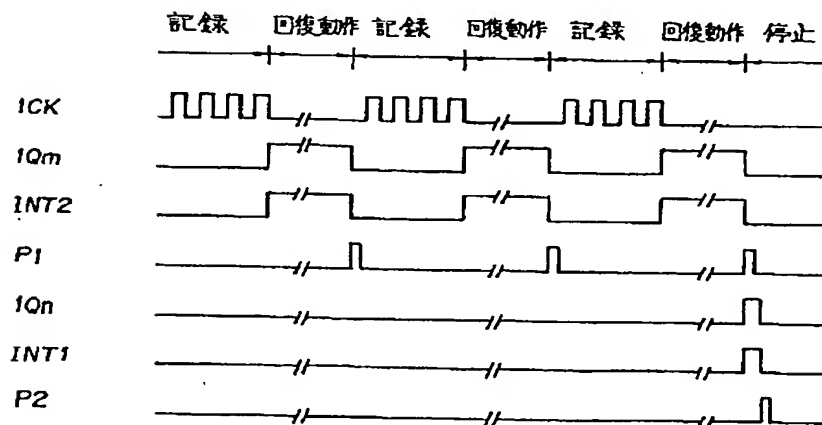 記録 回復動作 記録 回復動作 記録 回復動作 停止
1CK
1Qm
INT2
P1
1Qn
INT1
P2